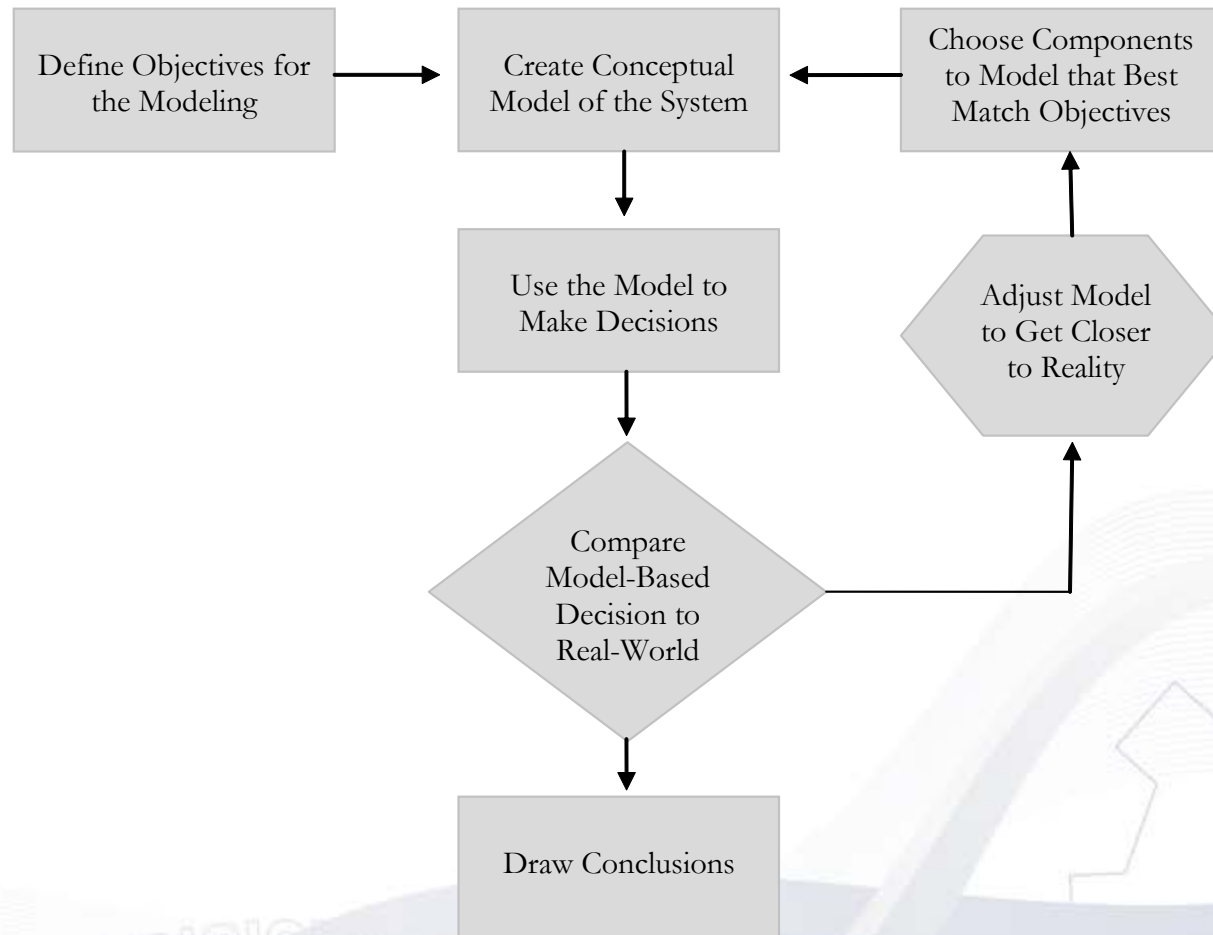 Define Objectives for
the Modeling
Create Conceptual
Model of the System
Choose Components
to Model that Best
Match Objectives
Use the Model to
Make Decisions
Adjust Model
to Get Closer
to Reality
Compare
Model-Based
Decision to
Real-World
Draw Conclusions